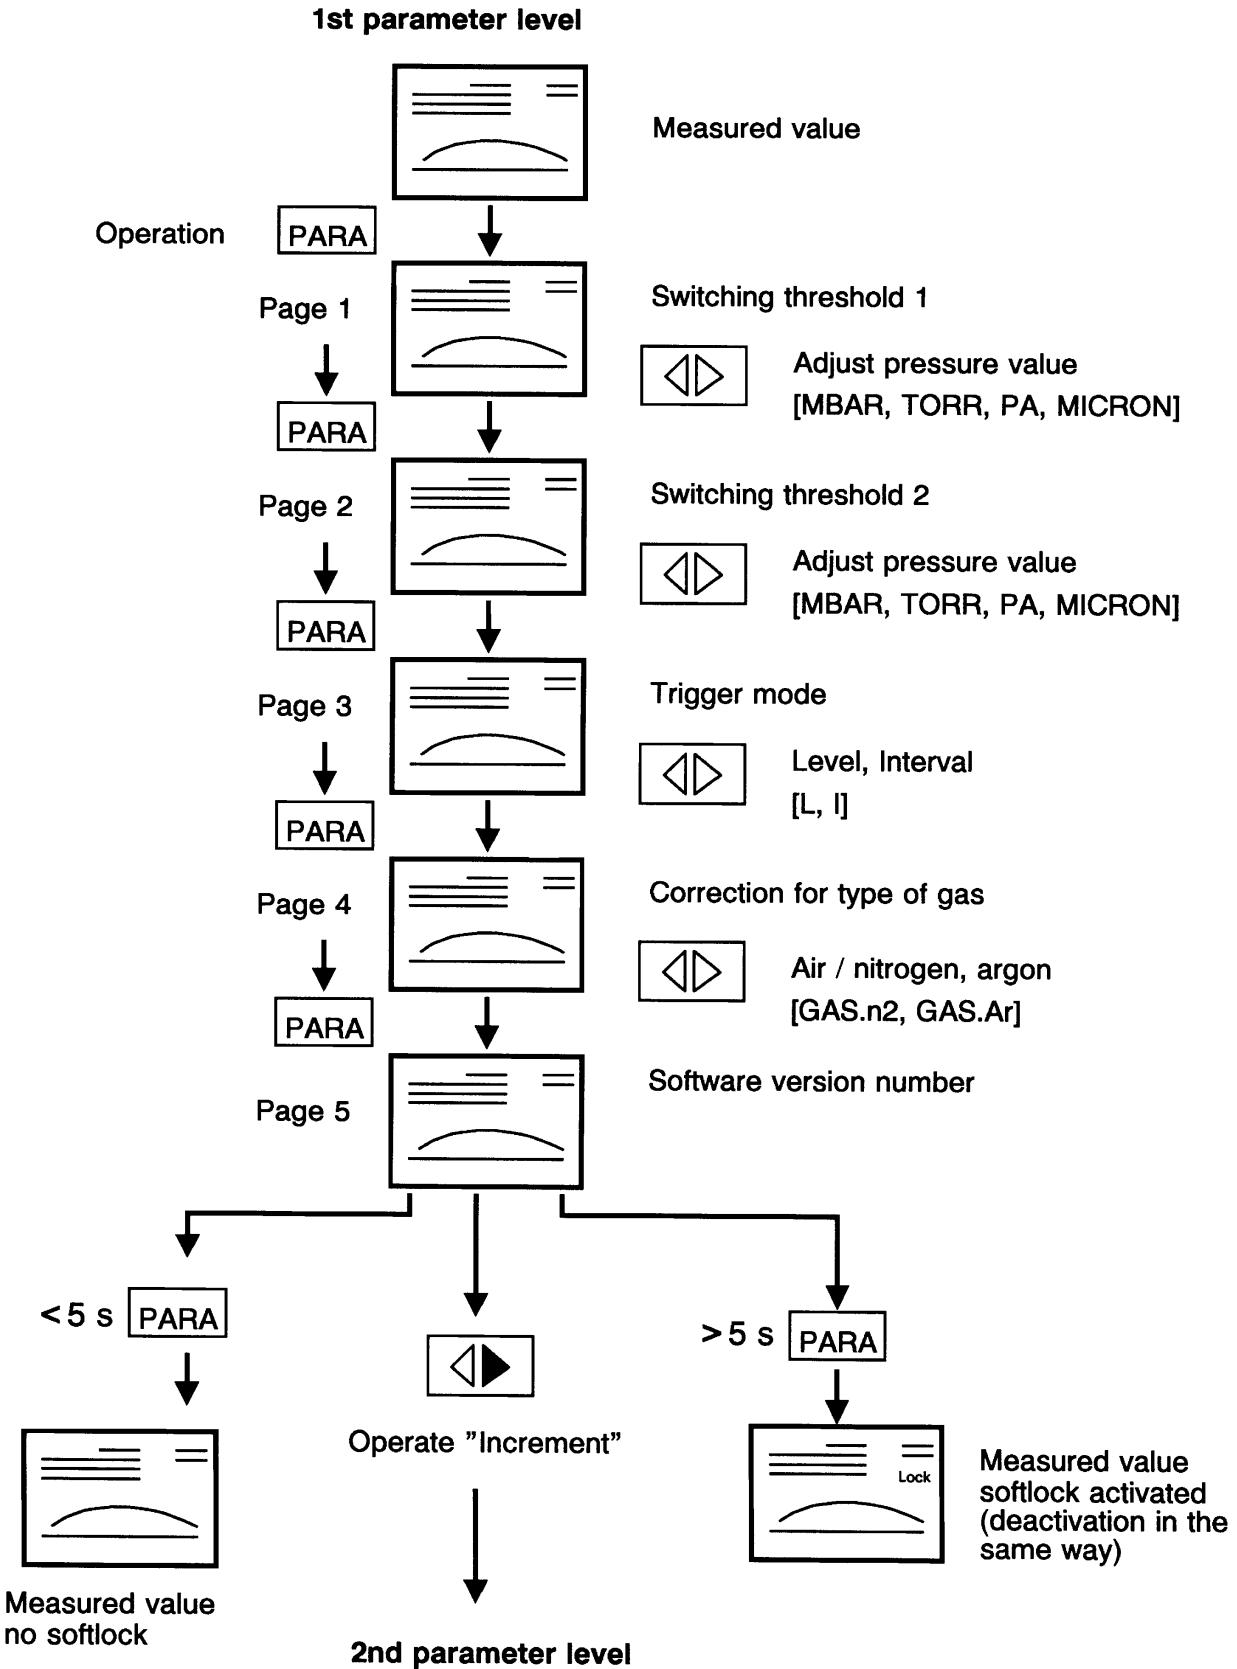 1st parameter level
Measured value
Operation
PARA
Page 1
Switching threshold 1
Adjust pressure value
[MBAR, TORR, PA, MICRON]
PARA
Page 2
Switching threshold 2
Adjust pressure value
[MBAR, TORR, PA, MICRON]
PARA
Page 3
Trigger mode
Level, Interval
[L, I]
PARA
Page 4
Correction for type of gas
Air / nitrogen, argon
[GAS.n2, GAS.Ar]
PARA
Page 5
Software version number
<5 s PARA
>5 s PARA
Operate ”Increment”
Lock
Measured value
softlock activated
(deactivation in the
same way)
Measured value
no softlock
2nd parameter level